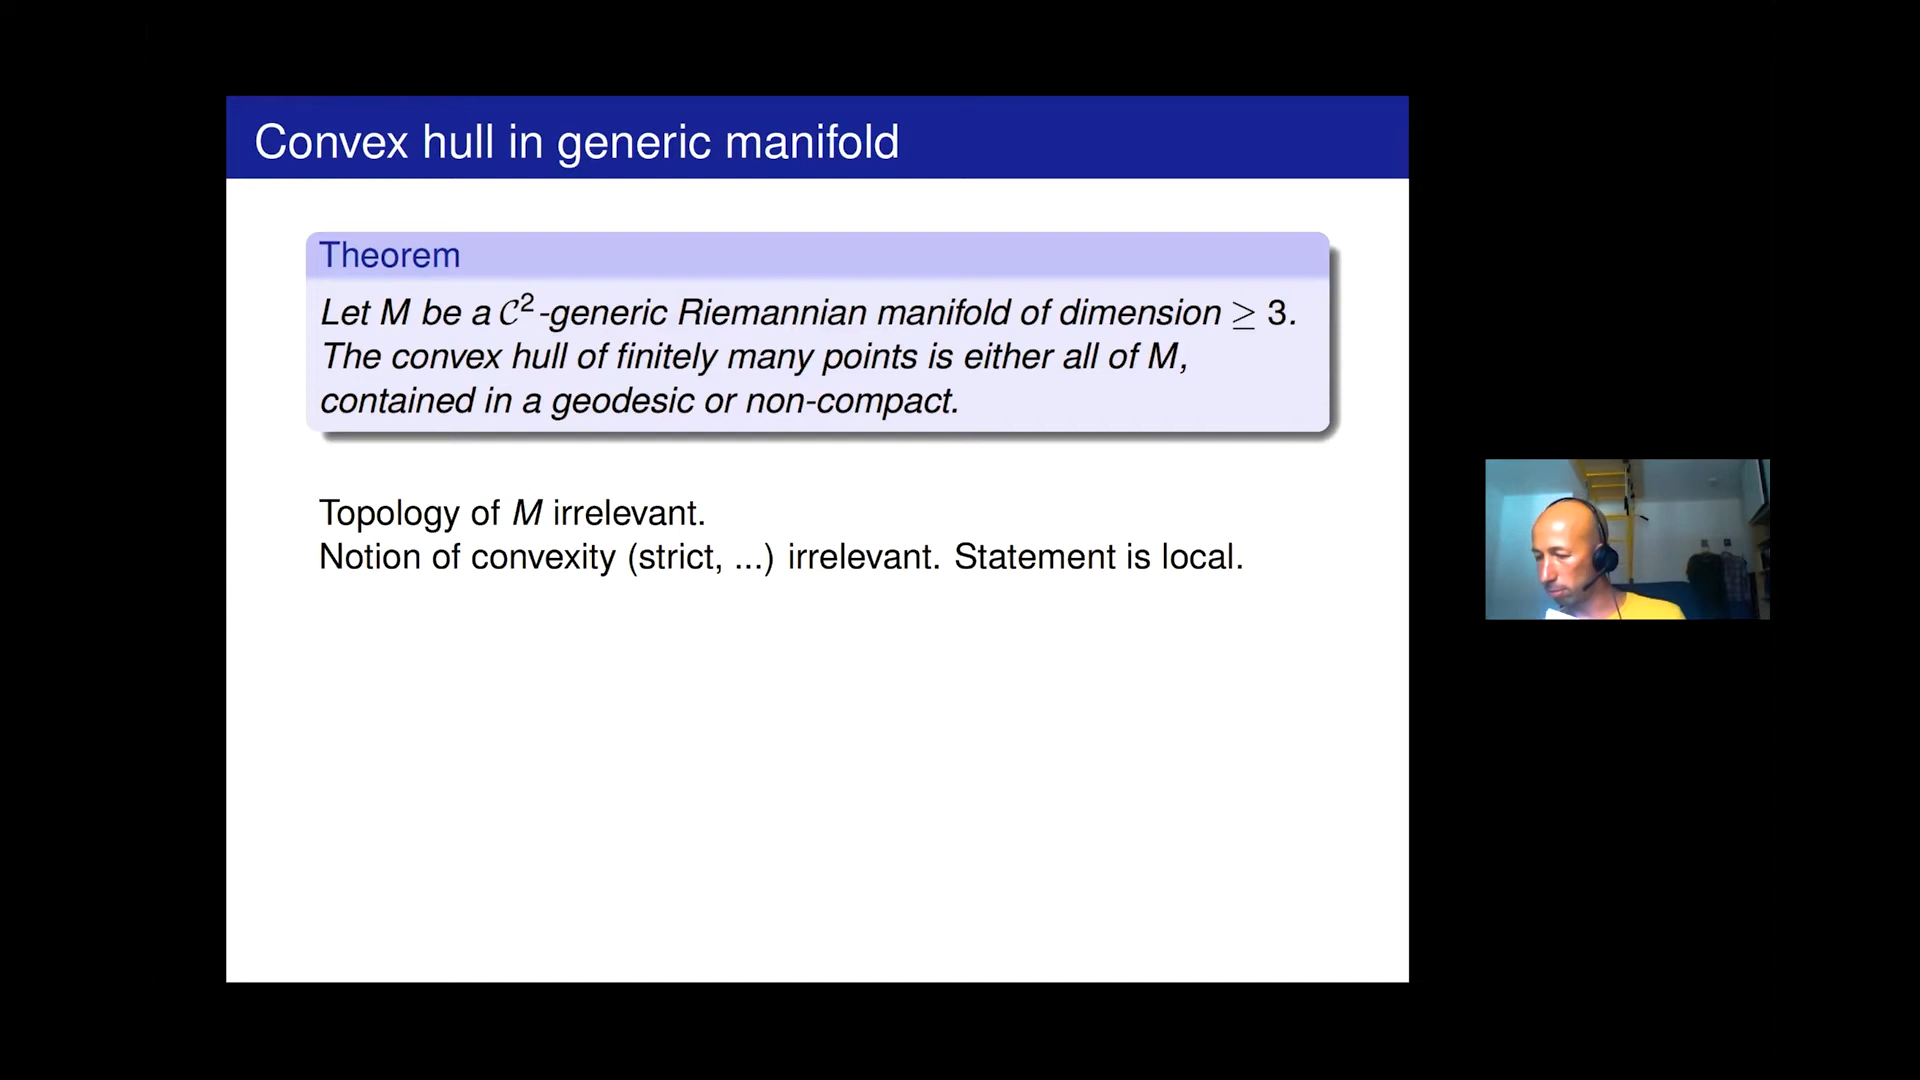 Convex hull in generic manifold
Theorem
Let M be a 𝒞²-generic Riemannian manifold of dimension ≥ 3.
The convex hull of finitely many points is either all of M,
contained in a geodesic or non-compact.
Topology of M irrelevant.
Notion of convexity (strict, ...) irrelevant. Statement is local.